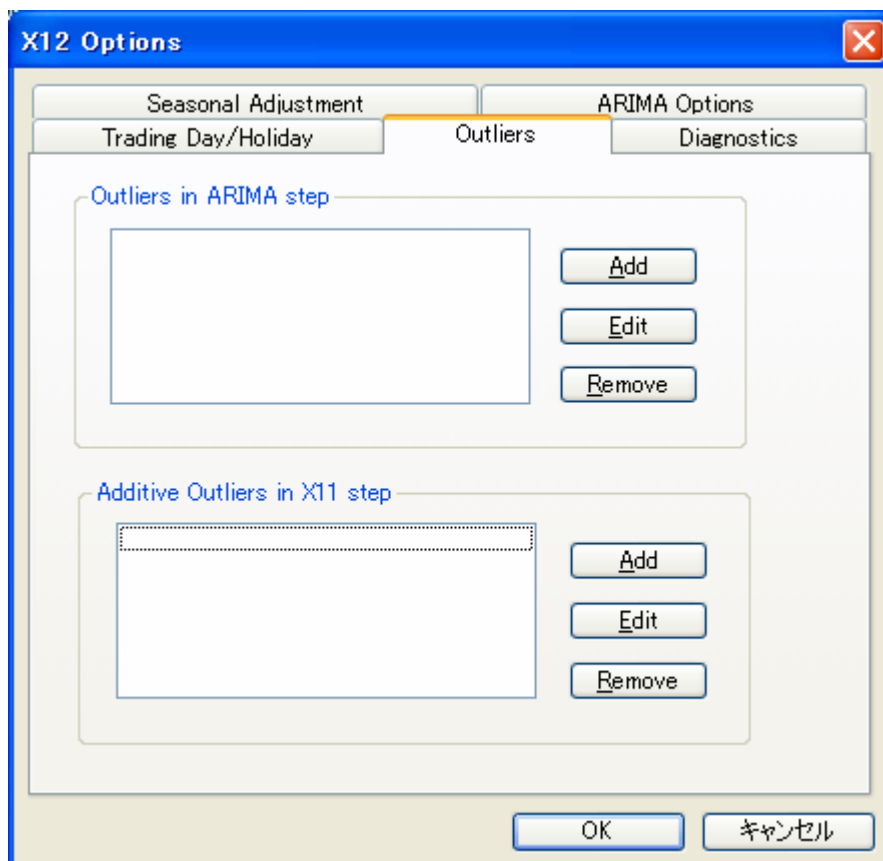 X12 Options
Seasonal Adjustment
ARIMA Options
Trading Day/Holiday
Outliers
Diagnostics
Outliers in ARIMA step
Add
Edit
Remove
Additive Outliers in X11 step
Add
Edit
Remove
OK
キャンセル